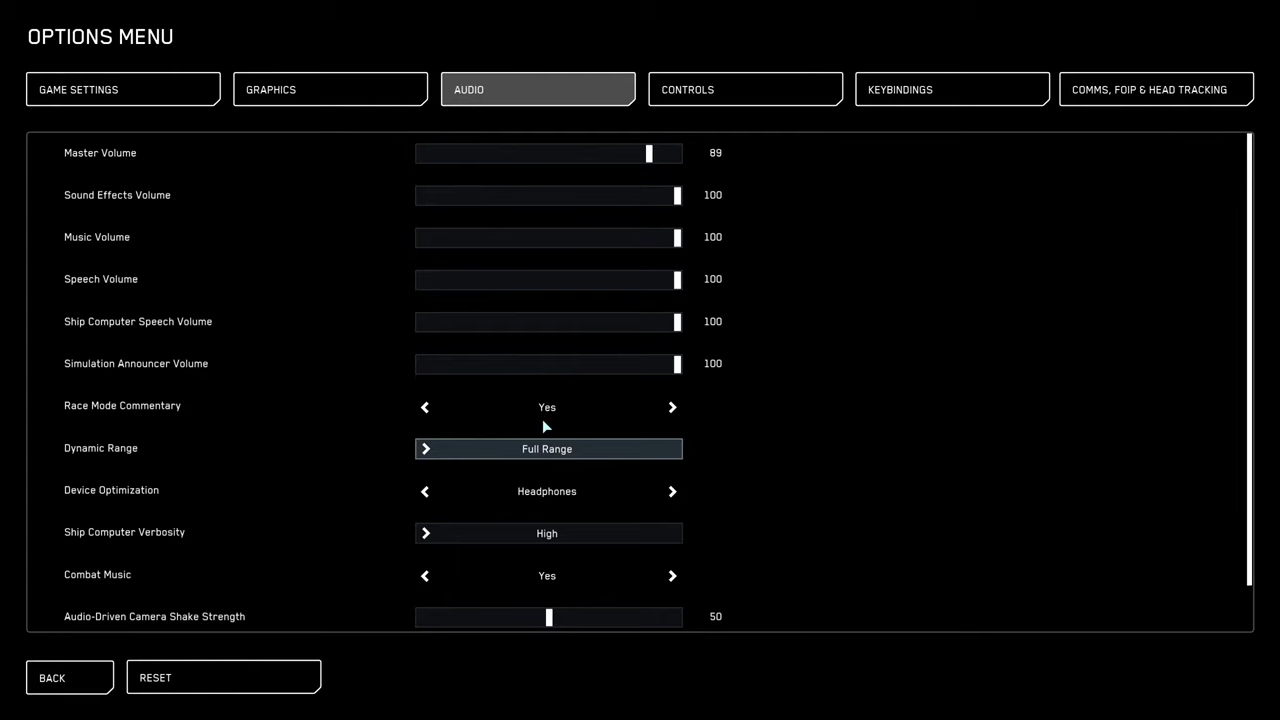 OPTIONS MENU
GAME SETTINGS
GRAPHICS
AUDIO
CONTROLS
KEYBINDINGS
COMMS, FOIP & HEAD TRACKING
Master Volume 89
Sound Effects Volume 100
Music Volume 100
Speech Volume 100
Ship Computer Speech Volume 100
Simulation Announcer Volume 100
Race Mode Commentary Yes
Dynamic Range Full Range
Device Optimization Headphones
Ship Computer Verbosity High
Combat Music Yes
Audio-Driven Camera Shake Strength 50
BACK
RESET